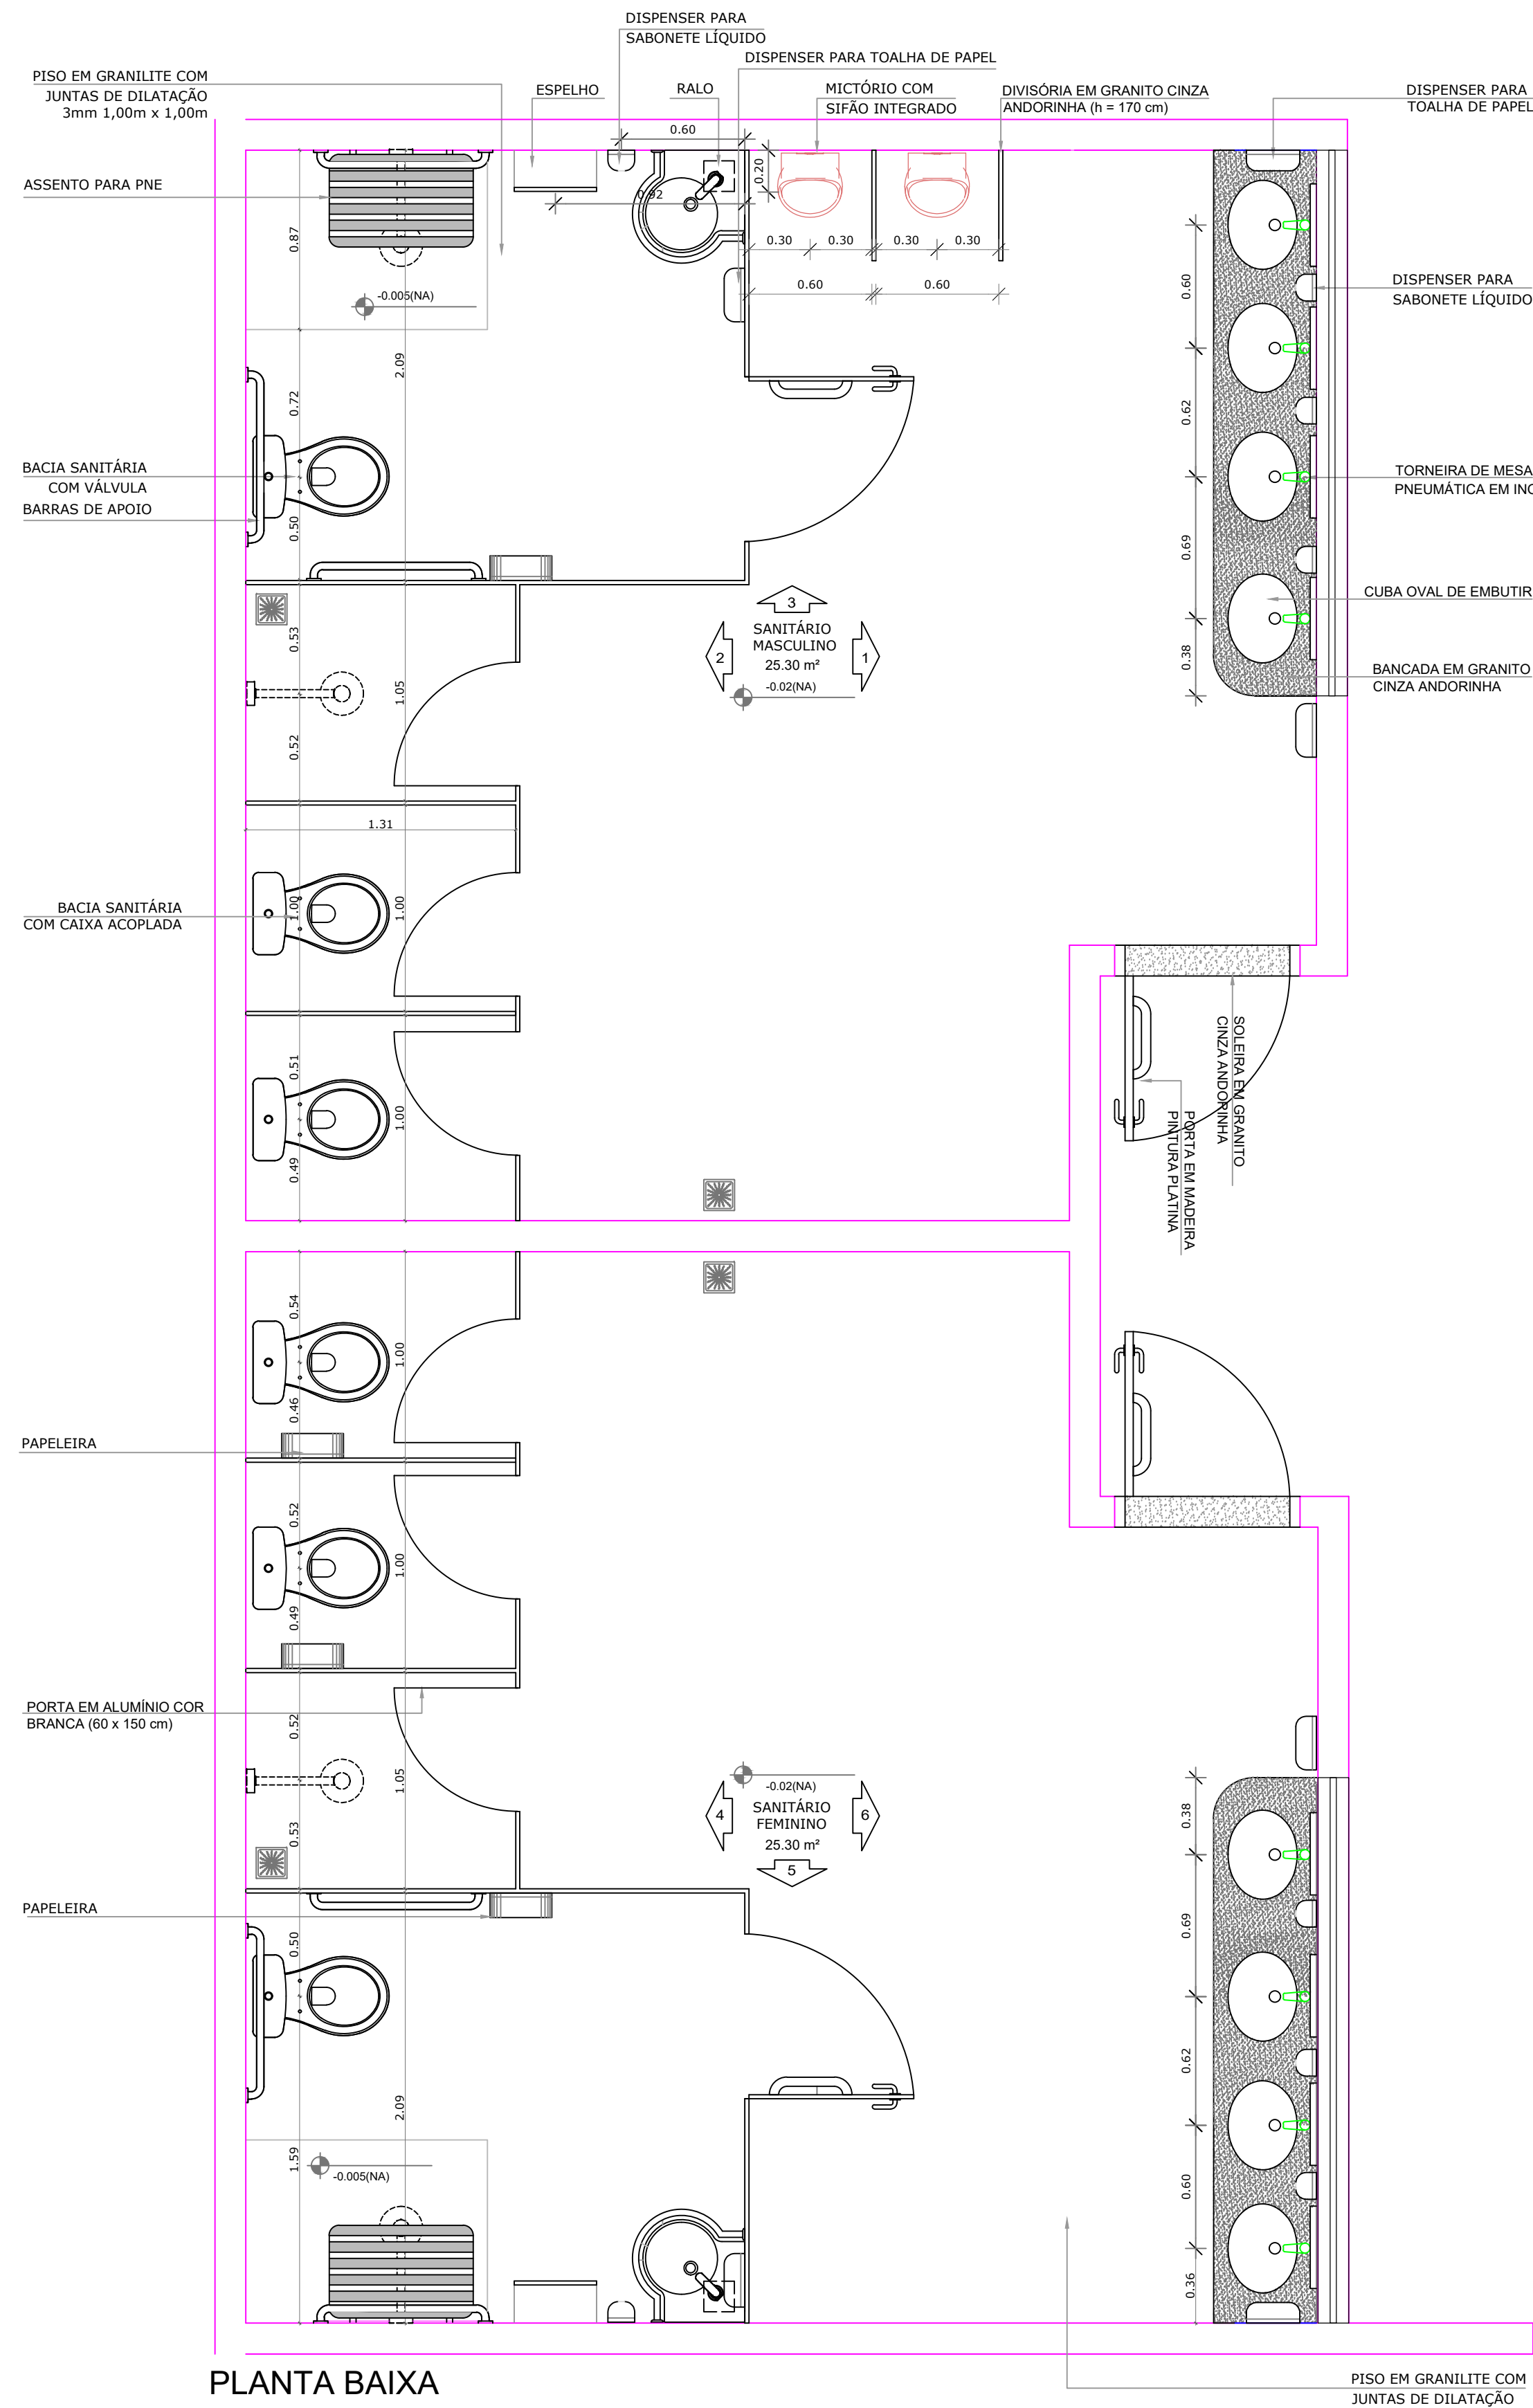 DISPENSER PARA
SABONETE LÍQUIDO
DISPENSER PARA TOALHA DE PAPEL
PISO EM GRANILITE COM
JUNTAS DE DILATAÇÃO
3mm 1,00m x 1,00m
ESPELHO
RALO
MICTÓRIO COM
SIFÃO INTEGRADO
DIVISÓRIA EM GRANITO CINZA
ANDORINHA (h = 170 cm)
DISPENSER PARA
TOALHA DE PAPEL
0.60
0.20
0.92
ASSENTO PARA PNE
0.87
0.30
0.30
0.30
0.30
0.60
0.60
0.60
-0.005(NA)
DISPENSER PARA
SABONETE LÍQUIDO
2.09
0.72
0.62
BACIA SANITÁRIA
COM VÁLVULA
BARRAS DE APOIO
0.50
TORNEIRA DE MESA
0.69
CUBA OVAL DE EMBUTIR
0.53
3
SANITÁRIO
MASCULINO
25.30 m²
2
1
-0.02(NA)
0.38
BANCADA EM GRANITO
CINZA ANDORINHA
1.05
0.52
1.31
BACIA SANITÁRIA
COM CAIXA ACOPLADA
1.00
1.00
SOLEIRA EM GRANITO
CINZA ANDORINHA
PORTA EM MADEIRA
PINTURA PLATINA
0.51
1.00
0.49
0.54
1.00
0.46
PAPELEIRA
0.52
1.00
0.49
PORTA EM ALUMÍNIO COR
BRANCA (60 x 150 cm)
0.52
1.05
0.53
-0.02(NA)
SANITÁRIO
FEMININO
25.30 m²
4
6
5
0.38
PAPELEIRA
0.50
0.69
0.62
2.09
1.59
-0.005(NA)
0.60
0.36
PLANTA BAIXA
PISO EM GRANILITE COM
JUNTAS DE DILATAÇÃO